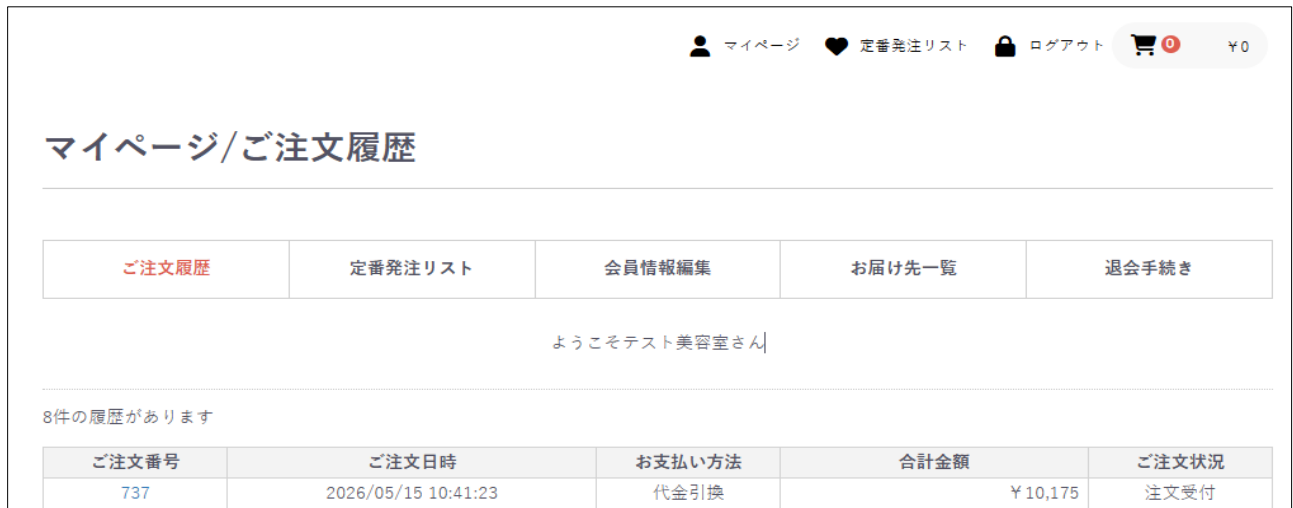 マイページ 定番発注リスト ログアウト 0 ￥0
マイページ/ご注文履歴
ご注文履歴 定番発注リスト 会員情報編集 お届け先一覧 退会手続き
ようこそテスト美容室さん
8件の履歴があります
ご注文番号 ご注文日時 お支払い方法 合計金額 ご注文状況
737 2026/05/15 10:41:23 代金引換 ￥10,175 注文受付